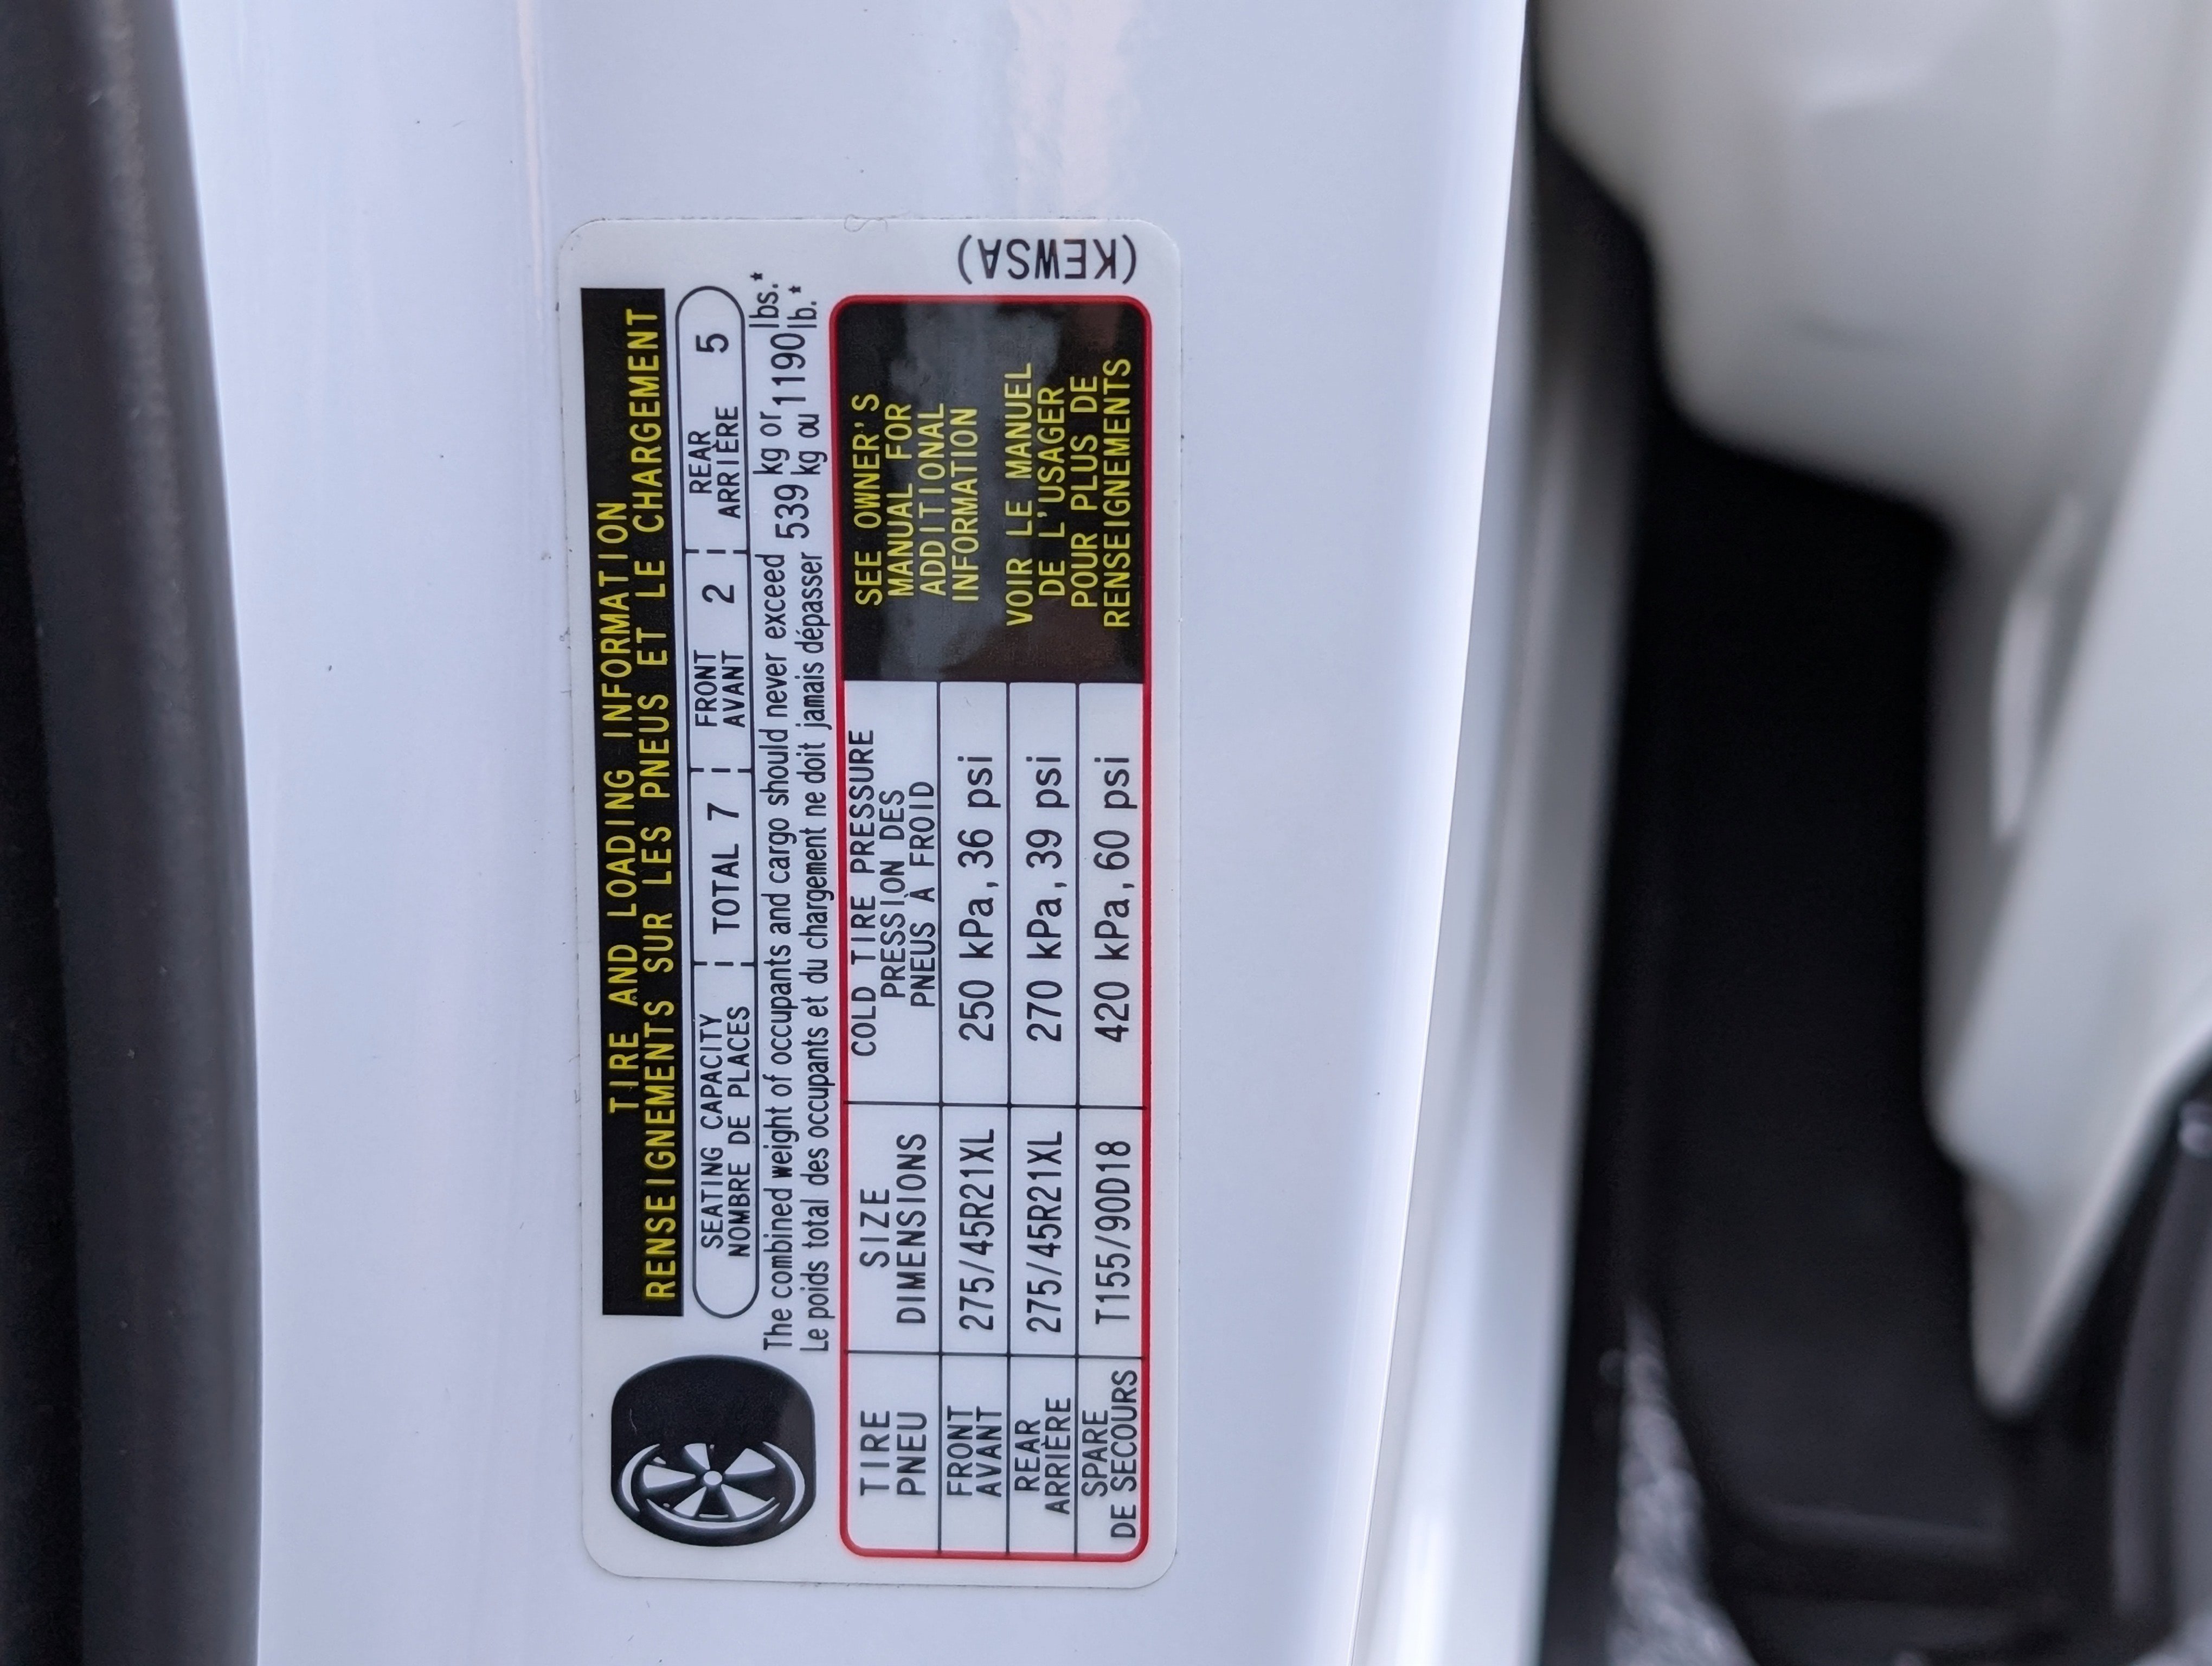 TIRE AND LOADING INFORMATION
RENSEIGNEMENTS SUR LES PNEUS ET LE CHARGEMENT
SEATING CAPACITY
NOMBRE DE PLACES
TOTAL 7
FRONT
AVANT
2
REAR
ARRIÈRE
5
The combined weight of occupants and cargo should never exceed 539 kg or 1190 lbs.*
Le poids total des occupants et du chargement ne doit jamais dépasser 539 kg ou 1190 lb.*
TIRE
PNEU
SIZE
DIMENSIONS
COLD TIRE PRESSURE
PRESSION DES
PNEUS À FROID
FRONT
AVANT
275/45R21XL
250 kPa, 36 psi
REAR
ARRIÈRE
275/45R21XL
270 kPa, 39 psi
SPARE
DE SECOURS
T155/90D18
420 kPa, 60 psi
SEE OWNER'S
MANUAL FOR
ADDITIONAL
INFORMATION
VOIR LE MANUEL
DE L'USAGER
POUR PLUS DE
RENSEIGNEMENTS
(KEWSA)